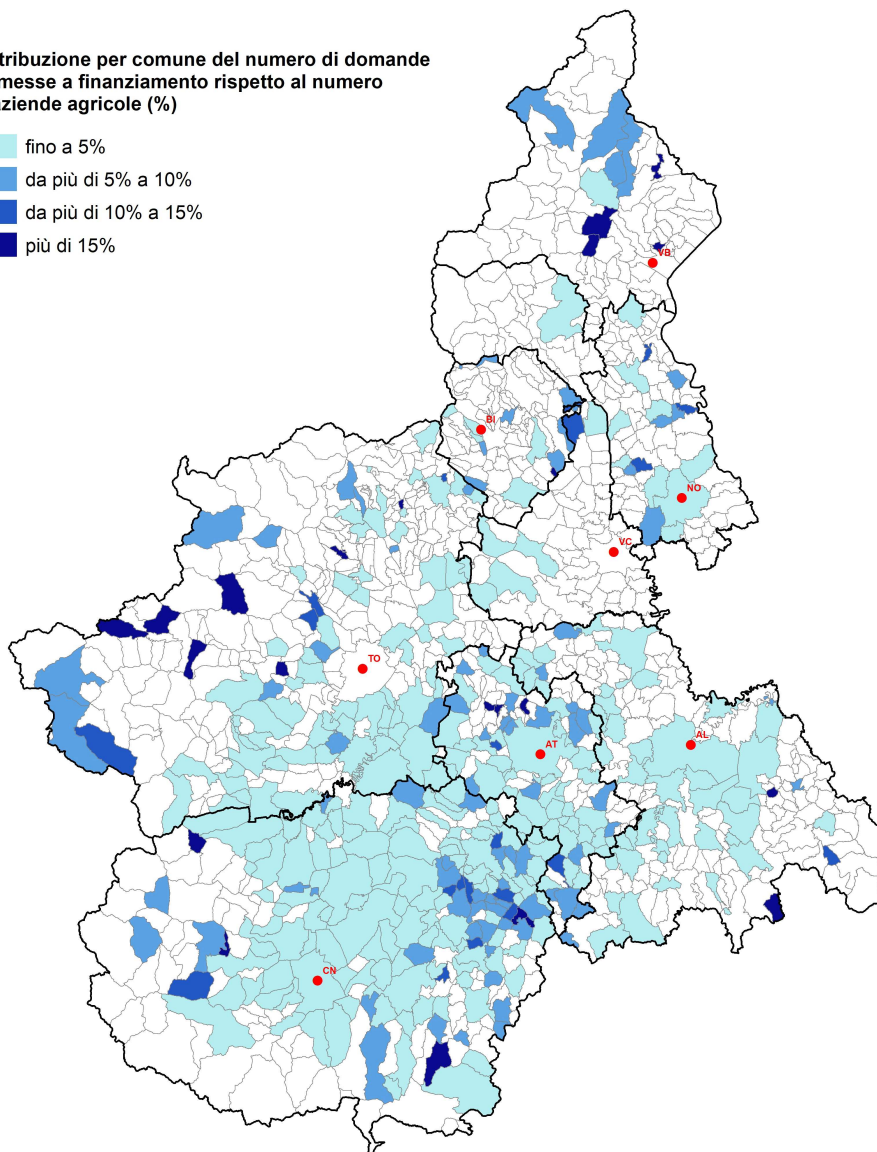 tribuzione per comune del numero di domande
messe a finanziamento rispetto al numero
aziende agricole (%)
fino a 5%
da più di 5% a 10%
da più di 10% a 15%
più di 15%
VB
BI
NO
VC
TO
AT
AL
CN